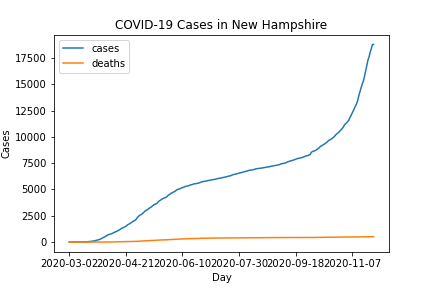 COVID-19 Cases in New Hampshire
cases
deaths
17500
15000
12500
10000
7500
5000
2500
0
Cases
2020-03-02 2020-04-21 2020-06-10 2020-07-30 2020-09-18 2020-11-07
Day